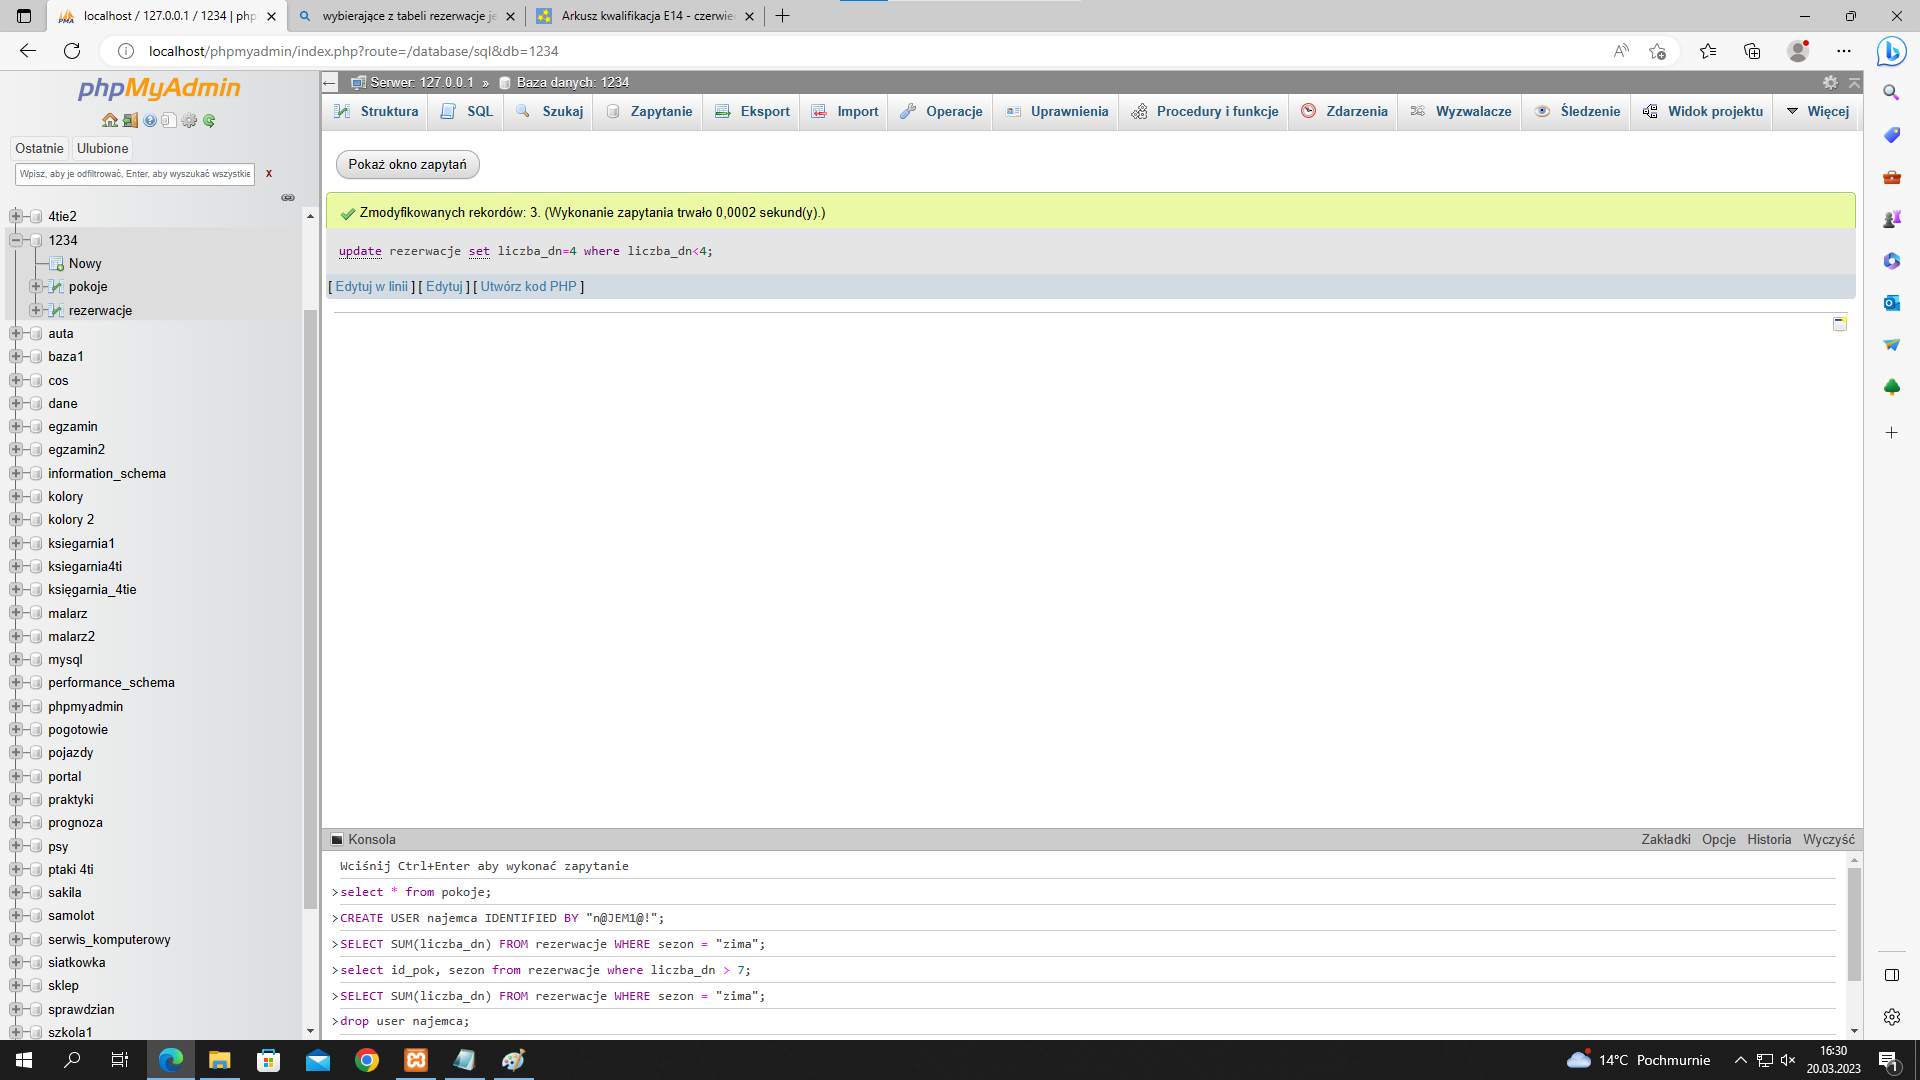 localhost / 127.0.0.1 / 1234 | php
wybierające z tabeli rezerwacje je
Arkusz kwalifikacja E14 - czerwiec
localhost/phpmyadmin/index.php?route=/database/sql&db=1234
phpMyAdmin
Ostatnie
Ulubione
Wpisz, aby je odfiltrować, Enter, aby wyszukać wszystkie
x
4tie2
1234
Nowy
pokoje
rezerwacje
auta
baza1
cos
dane
egzamin
egzamin2
information_schema
kolory
kolory 2
ksiegarnia1
ksiegarnia4ti
księgarnia_4tie
malarz
malarz2
mysql
performance_schema
phpmyadmin
pogotowie
pojazdy
portal
praktyki
prognoza
psy
ptaki 4ti
sakila
samolot
serwis_komputerowy
siatkowka
sklep
sprawdzian
szkola1
Serwer: 127.0.0.1 » Baza danych: 1234
Struktura SQL Szukaj Zapytanie Eksport Import Operacje Uprawnienia Procedury i funkcje Zdarzenia Wyzwalacze Śledzenie Widok projektu Więcej
Pokaż okno zapytań
Zmodyfikowanych rekordów: 3. (Wykonanie zapytania trwało 0,0002 sekund(y).)
update rezerwacje set liczba_dn=4 where liczba_dn<4;
[ Edytuj w linii ] [ Edytuj ] [ Utwórz kod PHP ]
Konsola
Zakładki Opcje Historia Wyczyść
Wciśnij Ctrl+Enter aby wykonać zapytanie
>select * from pokoje;
>CREATE USER najemca IDENTIFIED BY "n@JEM1@!";
>SELECT SUM(liczba_dn) FROM rezerwacje WHERE sezon = "zima";
>select id_pok, sezon from rezerwacje where liczba_dn > 7;
>SELECT SUM(liczba_dn) FROM rezerwacje WHERE sezon = "zima";
>drop user najemca;
14°C Pochmurnie
16:30
20.03.2023
1